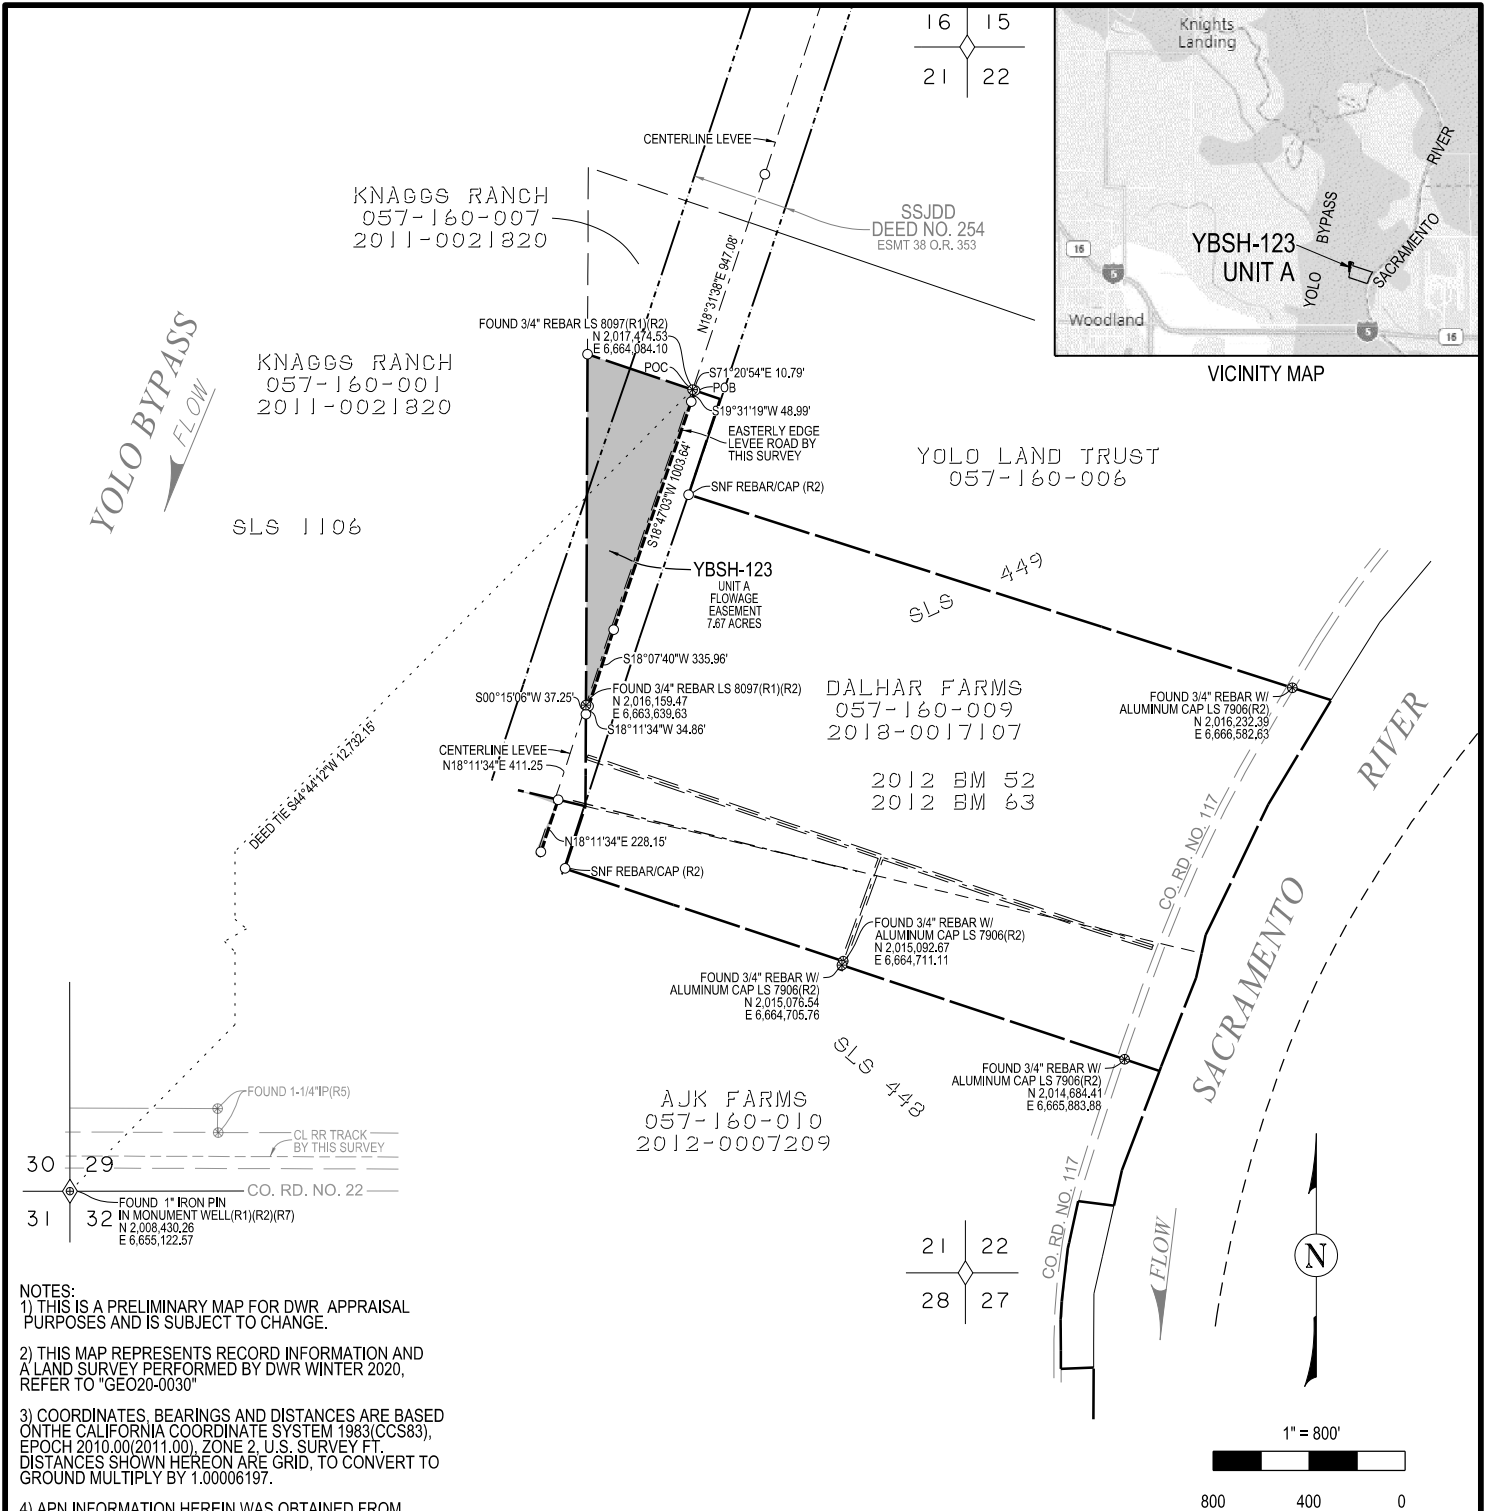 16 15
21 22
Knights
Landing
RIVER
BYPASS
YOLO
SACRAMENTO
YBSH-123
UNIT A
16
5
Woodland
5
16
VICINITY MAP
CENTERLINE LEVEE
KNAGGS RANCH
057-160-007
2011-0021820
SSJDD
DEED NO. 254
ESMT 38 O.R. 353
N18°31'38"E 947.08'
FOUND 3/4" REBAR LS 8097(R1)(R2)
N 2,017,474.53
E 6,664,084.10
POC
S71°20'54"E 10.79'
POB
S19°31'19"W 48.99'
EASTERLY EDGE
LEVEE ROAD BY
THIS SURVEY
KNAGGS RANCH
057-160-001
2011-0021820
YOLO BYPASS
FLOW
SLS 1106
S18°47'03"W 1003.64'
SNF REBAR/CAP (R2)
YOLO LAND TRUST
057-160-006
YBSH-123
UNIT A
FLOWAGE
EASEMENT
7.67 ACRES
SLS 449
S18°07'40"W 335.96'
S00°15'06"W 37.25'
FOUND 3/4" REBAR LS 8097(R1)(R2)
N 2,016,159.47
E 6,663,639.63
S18°11'34"W 34.86'
DALHAR FARMS
057-160-009
2018-0017107
2012 BM 52
2012 BM 63
FOUND 3/4" REBAR W/
ALUMINUM CAP LS 7906(R2)
N 2,016,232.39
E 6,666,582.63
RIVER
CENTERLINE LEVEE
N18°11'34"E 411.25
DEED TIE S44°44'12"W 12,732.15'
N18°11'34"E 228.15'
SNF REBAR/CAP (R2)
CO. RD. NO. 117
SACRAMENTO
FOUND 3/4" REBAR W/
ALUMINUM CAP LS 7906(R2)
N 2,015,092.67
E 6,664,711.11
FOUND 3/4" REBAR W/
ALUMINUM CAP LS 7906(R2)
N 2,015,076.54
E 6,664,705.76
SLS 448
FOUND 3/4" REBAR W/
ALUMINUM CAP LS 7906(R2)
N 2,014,684.41
E 6,665,883.88
AJK FARMS
057-160-010
2012-0007209
FOUND 1-1/4"IP(R5)
CL RR TRACK
BY THIS SURVEY
30 29
CO. RD. NO. 22
31 32
FOUND 1" IRON PIN
IN MONUMENT WELL(R1)(R2)(R7)
N 2,008,430.26
E 6,655,122.57
CO. RD. NO. 117
FLOW
21 22
28 27
N
NOTES:
1) THIS IS A PRELIMINARY MAP FOR DWR APPRAISAL
PURPOSES AND IS SUBJECT TO CHANGE.
2) THIS MAP REPRESENTS RECORD INFORMATION AND
A LAND SURVEY PERFORMED BY DWR WINTER 2020,
REFER TO "GEO20-0030"
3) COORDINATES, BEARINGS AND DISTANCES ARE BASED
ONTHE CALIFORNIA COORDINATE SYSTEM 1983(CCS83),
EPOCH 2010.00(2011.00), ZONE 2, U.S. SURVEY FT.
DISTANCES SHOWN HEREON ARE GRID, TO CONVERT TO
GROUND MULTIPLY BY 1.00006197.
4) APN INFORMATION HEREIN WAS OBTAINED FROM
1" = 800'
800 400 0